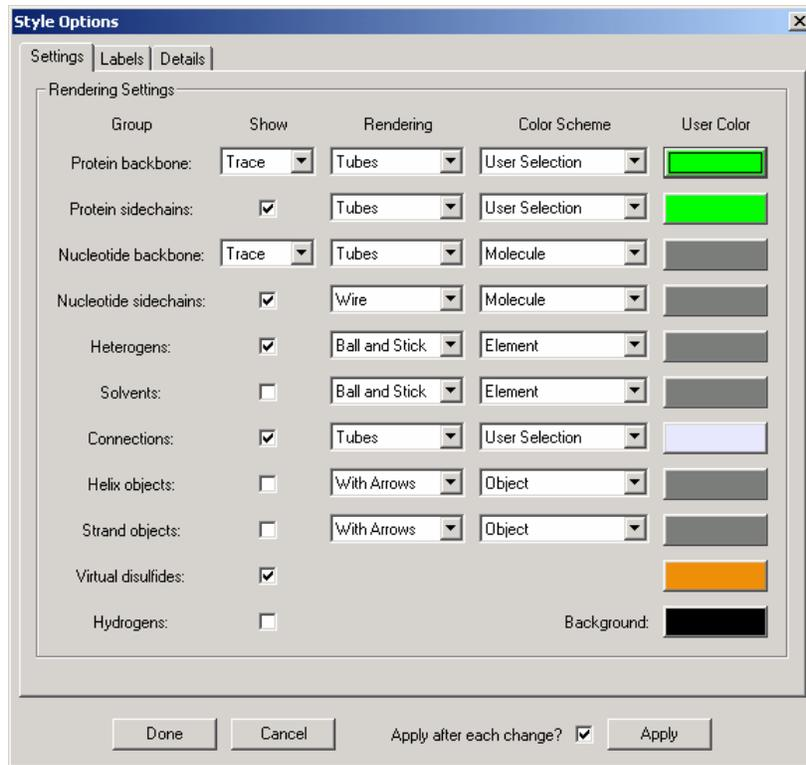 Style Options
Settings Labels Details
Rendering Settings
Group Show Rendering Color Scheme User Color
Protein backbone: Trace Tubes User Selection
Protein sidechains: Tubes User Selection
Nucleotide backbone: Trace Tubes Molecule
Nucleotide sidechains: Wire Molecule
Heterogens: Ball and Stick Element
Solvents: Ball and Stick Element
Connections: Tubes User Selection
Helix objects: With Arrows Object
Strand objects: With Arrows Object
Virtual disulfides:
Hydrogens: Background:
Done Cancel Apply after each change? Apply